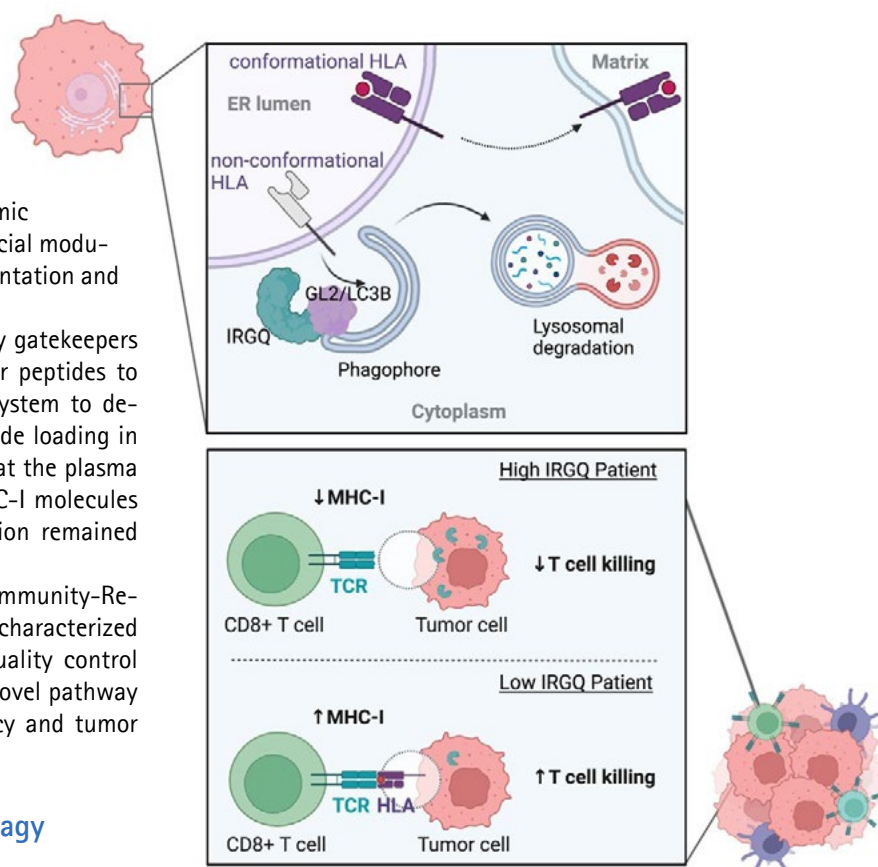 conformational HLA
Matrix
ER lumen
non-conformational
HLA
GL2/LC3B
IRGQ
Phagophore
Lysosomal
degradation
Cytoplasm
mic
cial modu-
entation and
y gatekeepers
r peptides to
ystem to de-
de loading in
at the plasma
C-I molecules
ion remained
mmunity-Re-
characterized
uality control
ovel pathway
cy and tumor
agy
High IRGQ Patient
↓MHC-I
TCR
↓T cell killing
CD8+ T cell
Tumor cell
Low IRGQ Patient
↑MHC-I
TCR HLA
↑T cell killing
CD8+ T cell
Tumor cell